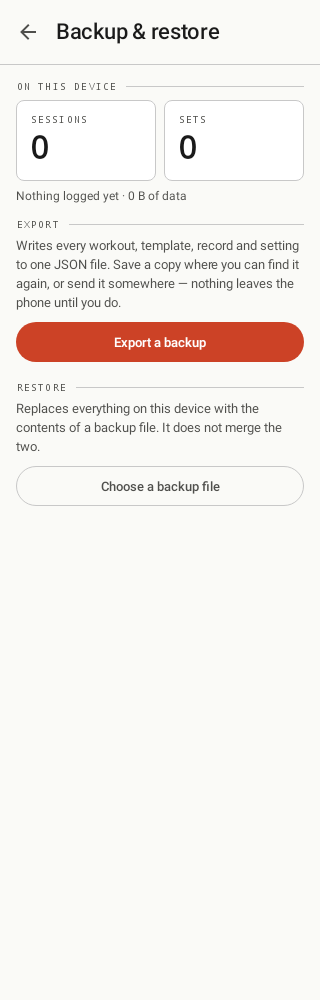 Backup & restore
ON THIS DEVICE
SESSIONS
0
SETS
0
Nothing logged yet · 0 B of data
EXPORT
Writes every workout, template, record and setting
to one JSON file. Save a copy where you can find it
again, or send it somewhere — nothing leaves the
phone until you do.
Export a backup
RESTORE
Replaces everything on this device with the
contents of a backup file. It does not merge the
two.
Choose a backup file